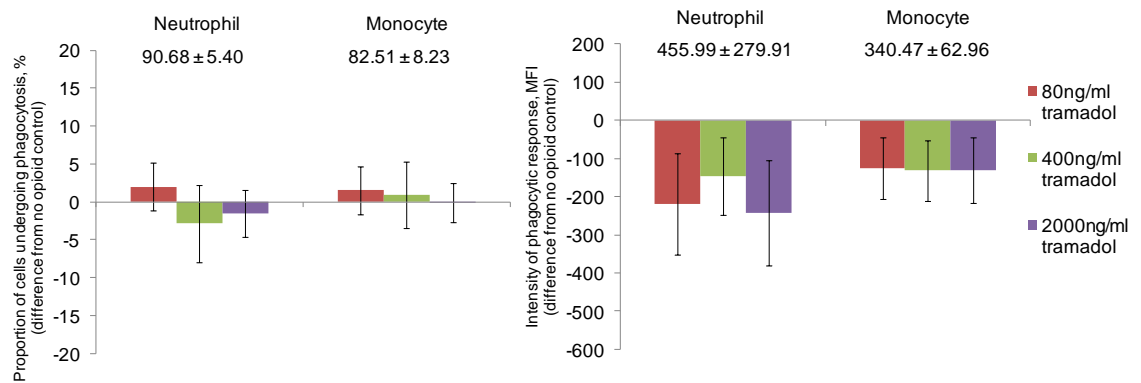 Neutrophil
Monocyte
90.68 ± 5.40
82.51 ± 8.23
Proportion of cells undergoing phagocytosis, %
(difference from no opioid control)
20
15
10
5
0
-5
-10
-15
-20
Neutrophil
Monocyte
455.99 ± 279.91
340.47 ± 62.96
Intensity of phagocytic response, MFI
(difference from no opioid control)
200
100
0
-100
-200
-300
-400
-500
-600
80ng/ml
tramadol
400ng/ml
tramadol
2000ng/ml
tramadol